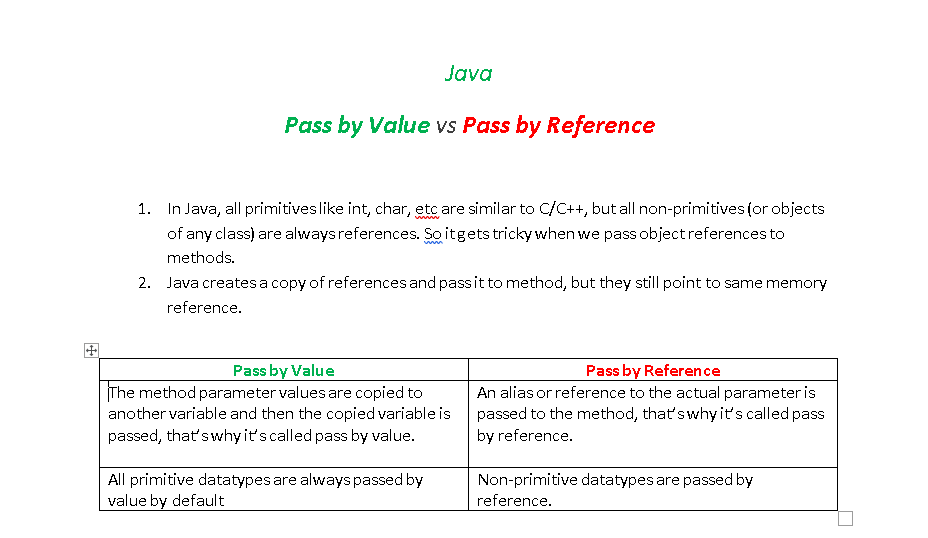 Java
Pass by Value vs Pass by Reference
1. In Java, all primitives like int, char, etc are similar to C/C++, but all non-primitives (or objects
of any class) are always references. So it gets tricky when we pass object references to
methods.
2. Java creates a copy of references and pass it to method, but they still point to same memory
reference.
Pass by Value
Pass by Reference
The method parameter values are copied to
another variable and then the copied variable is
passed, that's why it's called pass by value.
An alias or reference to the actual parameter is
passed to the method, that's why it's called pass
by reference.
All primitive datatypes are always passed by
value by default
Non-primitive datatypes are passed by
reference.